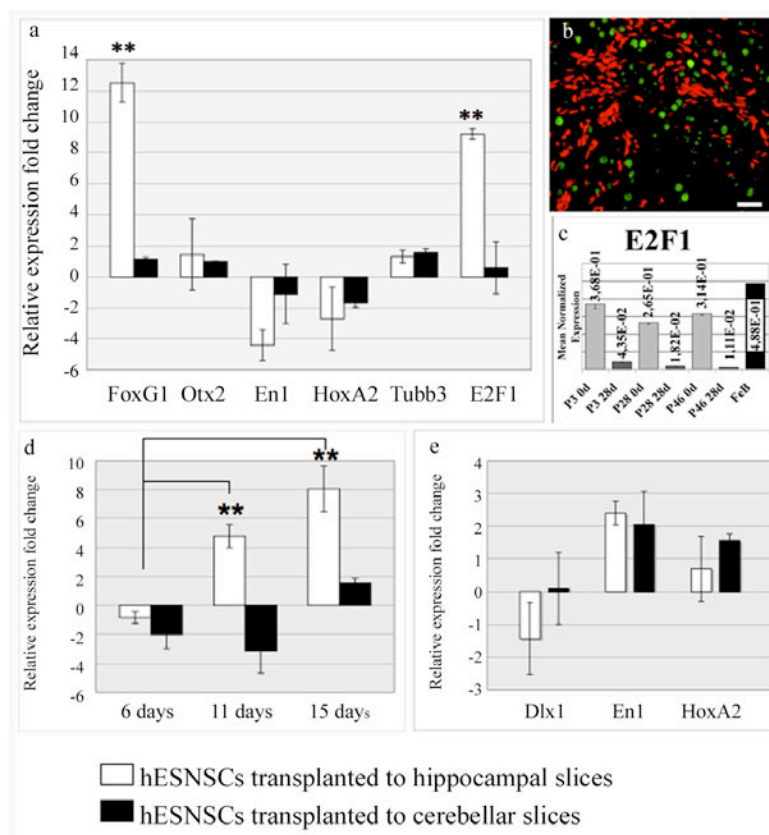 a
Relative expression fold change
14
12
10
8
6
4
2
0
-2
-4
-6
**
**
FoxG1 Otx2 En1 HoxA2 Tubb3 E2F1
b
c
E2F1
Mean Normalized
Expression
3,68E-01
4,35E-02
2,65E-01
1,82E-02
3,14E-01
1,11E-02
4,88E-01
P3 0d
P3 28d
P28 0d
P28 28d
P46 0d
P46 28d
FeB
d
Relative expression fold change
10
8
6
4
2
0
-2
-4
-6
**
**
6 days 11 days 15 days
e
Relative expression fold change
4
3
2
1
0
-1
-2
-3
Dlx1 En1 HoxA2
hESNSCs transplanted to hippocampal slices
hESNSCs transplanted to cerebellar slices